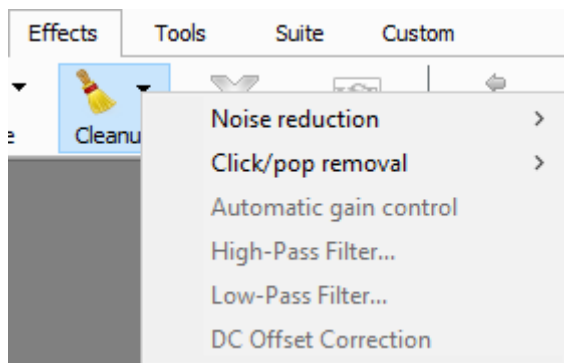 Effects Tools Suite Custom
Cleanu
Noise reduction
Click/pop removal
Automatic gain control
High-Pass Filter...
Low-Pass Filter...
DC Offset Correction